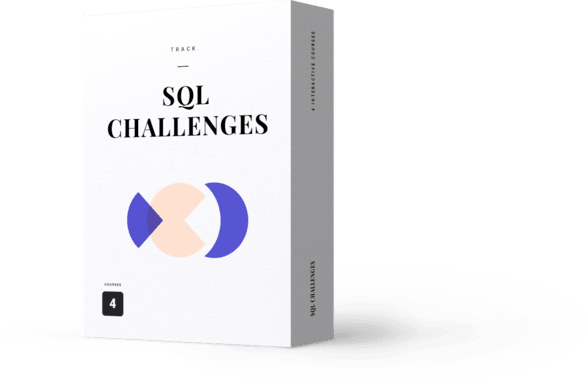 TRACK
SQL
CHALLENGES
COURSES
4
4 INTERACTIVE COURSES
SQL CHALLENGES